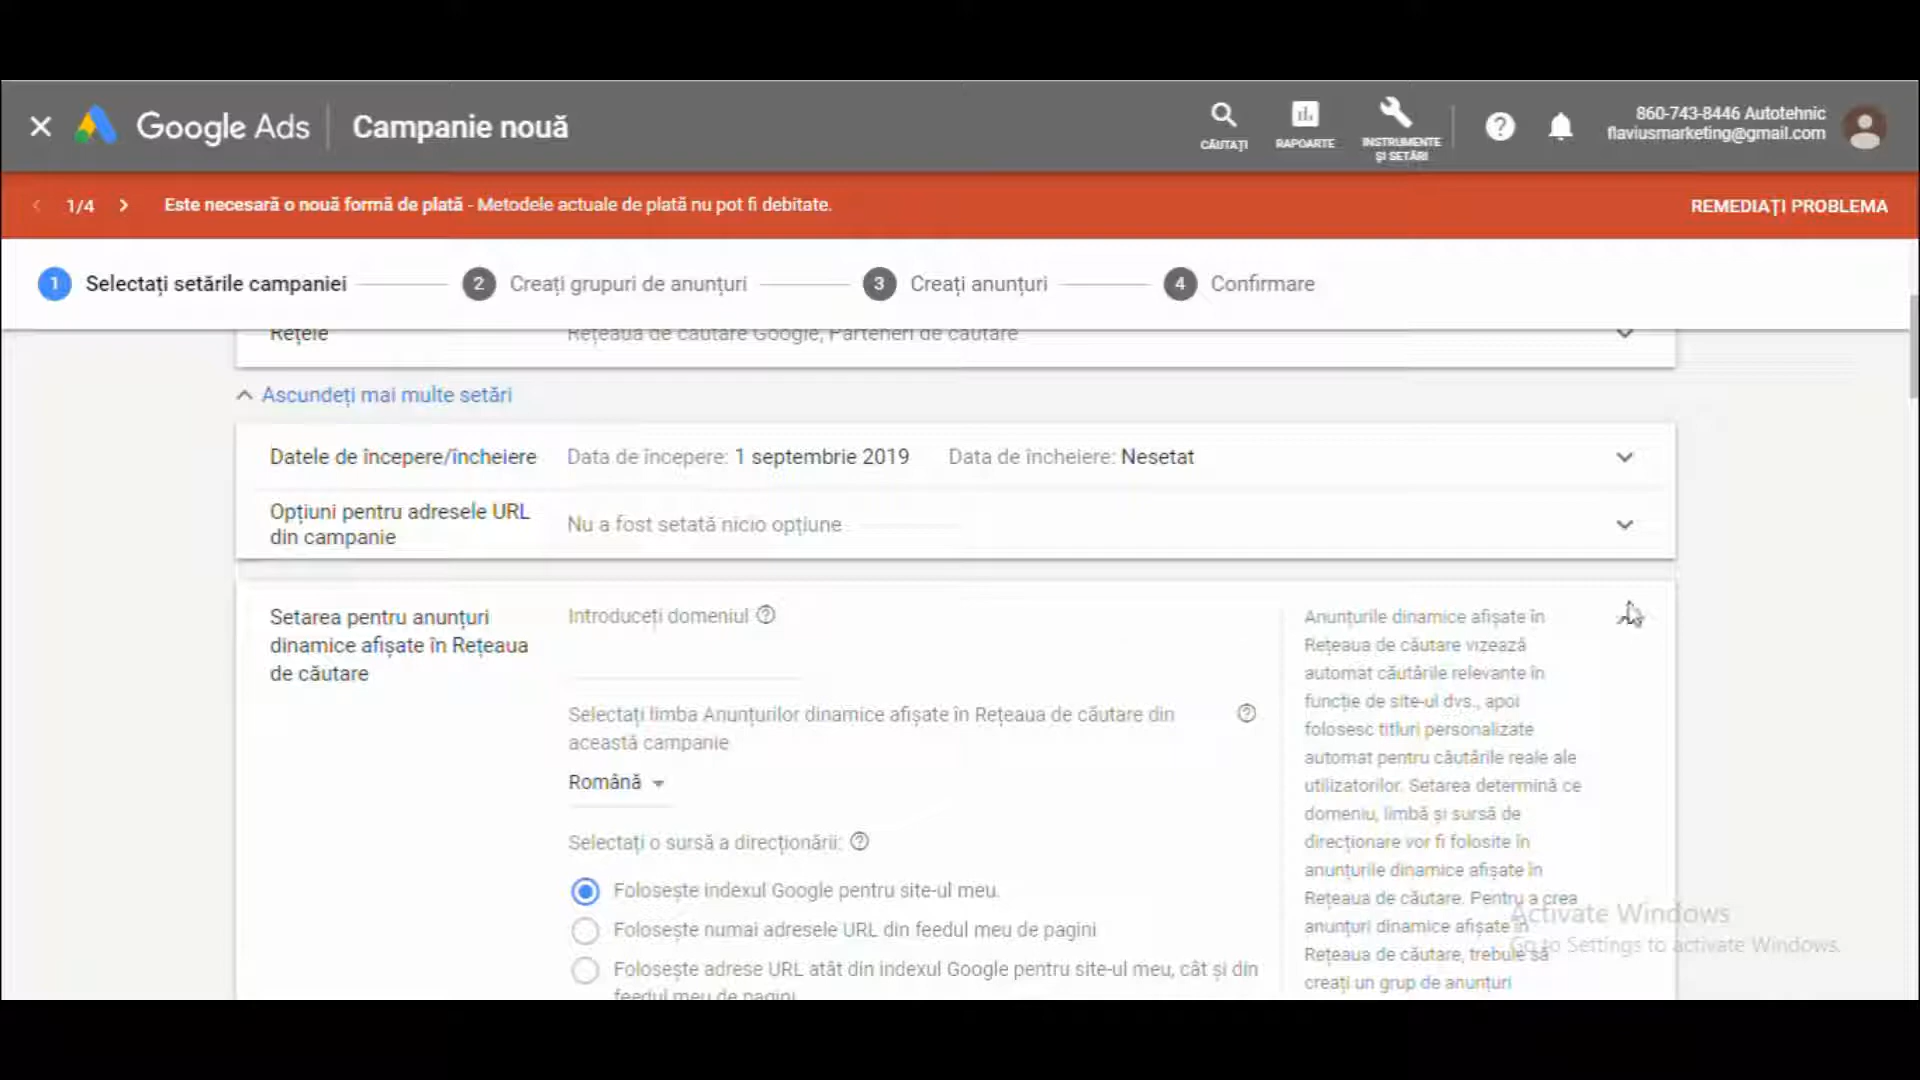 Google Ads
Campanie nouă
CĂUTAȚI
RAPOARTE
INSTRUMENTE
ȘI SETĂRI
860-743-8446 Autotehnic
flaviusmarketing@gmail.com
1/4
Este necesară o nouă formă de plată - Metodele actuale de plată nu pot fi debitate.
REMEDIAȚI PROBLEMA
1 Selectați setările campaniei
2 Creați grupuri de anunțuri
3 Creați anunțuri
4 Confirmare
Rețele
Rețeaua de căutare Google, Parteneri de căutare
Ascundeți mai multe setări
Datele de începere/încheiere
Data de începere: 1 septembrie 2019
Data de încheiere: Nesetat
Opțiuni pentru adresele URL
din campanie
Nu a fost setată nicio opțiune
Setarea pentru anunțuri
dinamice afișate în Rețeaua
de căutare
Introduceți domeniul
Selectați limba Anunțurilor dinamice afișate în Rețeaua de căutare din
această campanie
Română
Selectați o sursă a direcționării:
Folosește indexul Google pentru site-ul meu.
Folosește numai adresele URL din feedul meu de pagini
Folosește adrese URL atât din indexul Google pentru site-ul meu, cât și din
feedul meu de pagini
Anunțurile dinamice afișate în
Rețeaua de căutare vizează
automat căutările relevante în
funcție de site-ul dvs., apoi
folosesc titluri personalizate
automat pentru căutările reale ale
utilizatorilor. Setarea determină ce
domeniu, limbă și sursă de
direcționare vor fi folosite în
anunțurile dinamice afișate în
Rețeaua de căutare. Pentru a crea
anunțuri dinamice afișate în
Rețeaua de căutare, trebuie să
creați un grup de anunțuri
Activate Windows
Go to Settings to activate Windows.